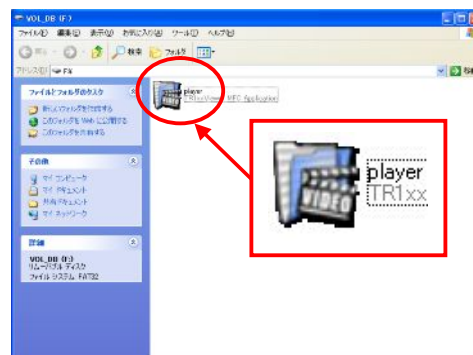 VOL_DB (F:)
ファイル(F) 編集(E) 表示(V) お気に入り(A) ツール(T) ヘルプ(H)
検索 フォルダ
アドレス(D) F:¥
ファイルとフォルダのタスク
新しいフォルダを作成する
このフォルダを Web に公開する
このフォルダを共有する
その他
マイ コンピュータ
マイ ドキュメント
共有ドキュメント
マイ ネットワーク
詳細
VOL_DB (F:)
リムーバブル ディスク
ファイル システム: FAT32
player
MFC Application
player
TR1xx